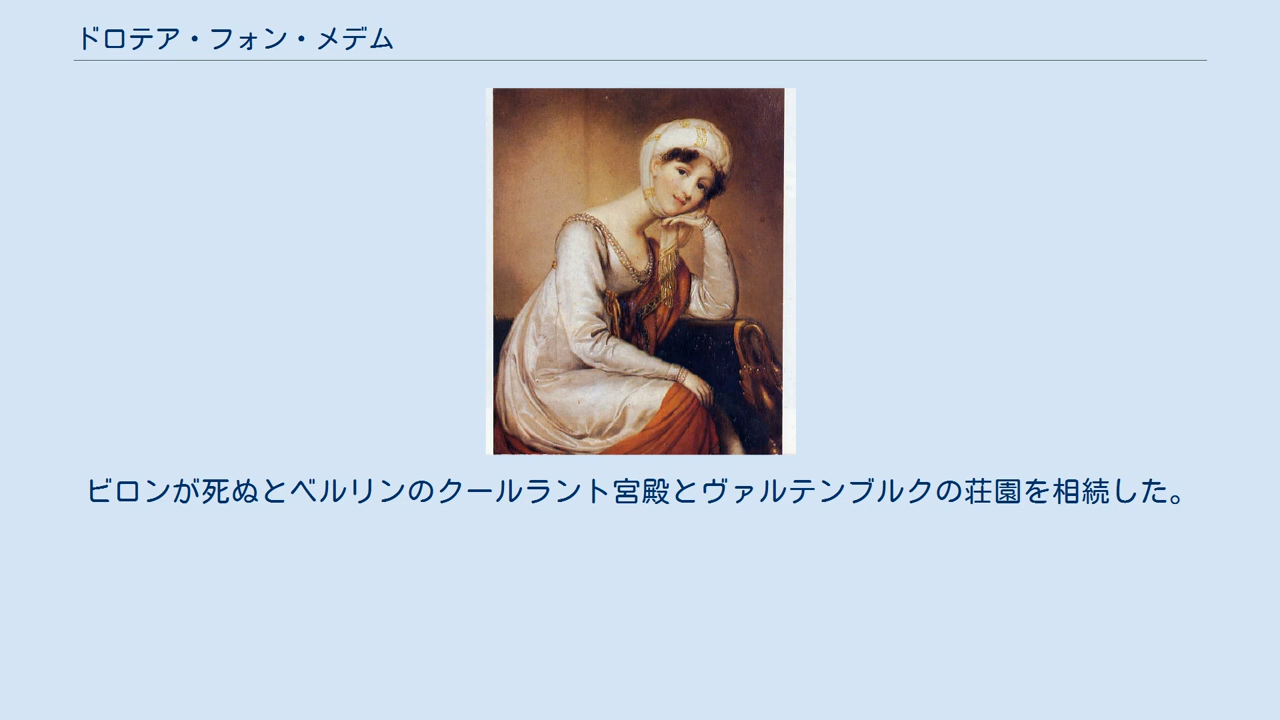 ドロテア・フォン・メデム
ビロンが死ぬとベルリンのクールラント宮殿とヴァルテンブルクの荘園を相続した。